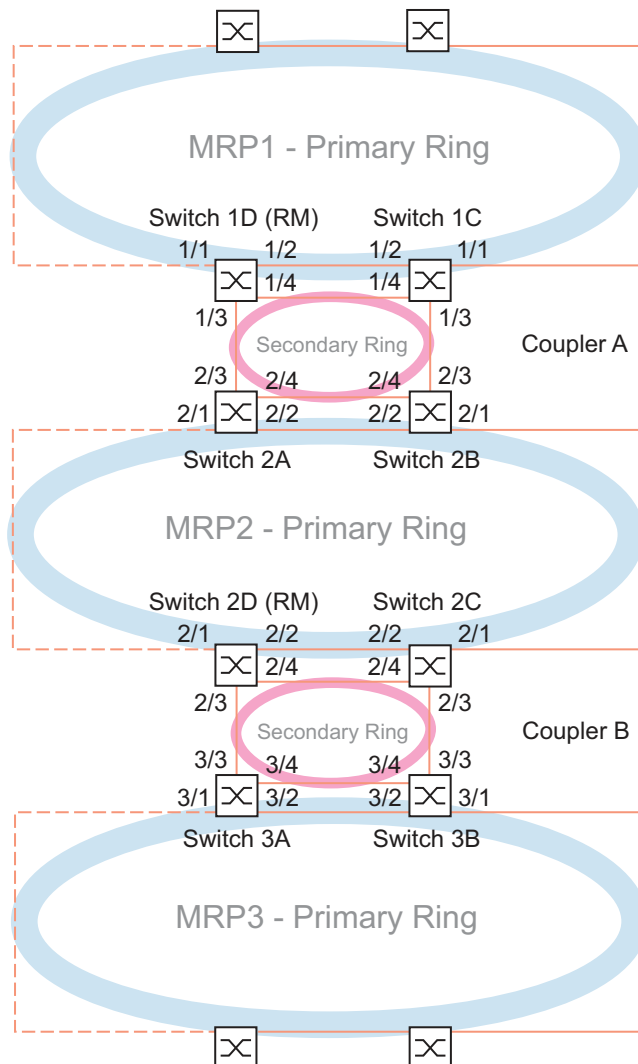 MRP1 - Primary Ring
Switch 1D (RM) Switch 1C
1/1 1/2 1/2 1/1
1/4 1/4
1/3 1/3
Secondary Ring Coupler A
2/3 2/4 2/4 2/3
2/1 2/2 2/2 2/1
Switch 2A Switch 2B
MRP2 - Primary Ring
Switch 2D (RM) Switch 2C
2/1 2/2 2/2 2/1
2/4 2/4
2/3 2/3
Secondary Ring Coupler B
3/3 3/4 3/4 3/3
3/1 3/2 3/2 3/1
Switch 3A Switch 3B
MRP3 - Primary Ring